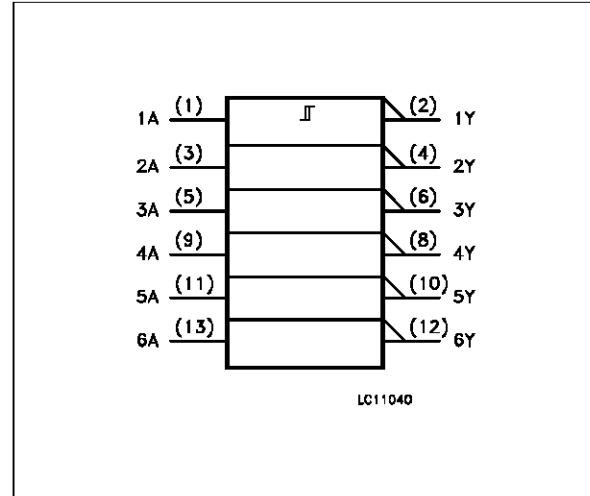 1A (1) (2) 1Y
2A (3) (4) 2Y
3A (5) (6) 3Y
4A (9) (8) 4Y
5A (11) (10) 5Y
6A (13) (12) 6Y
LC11040